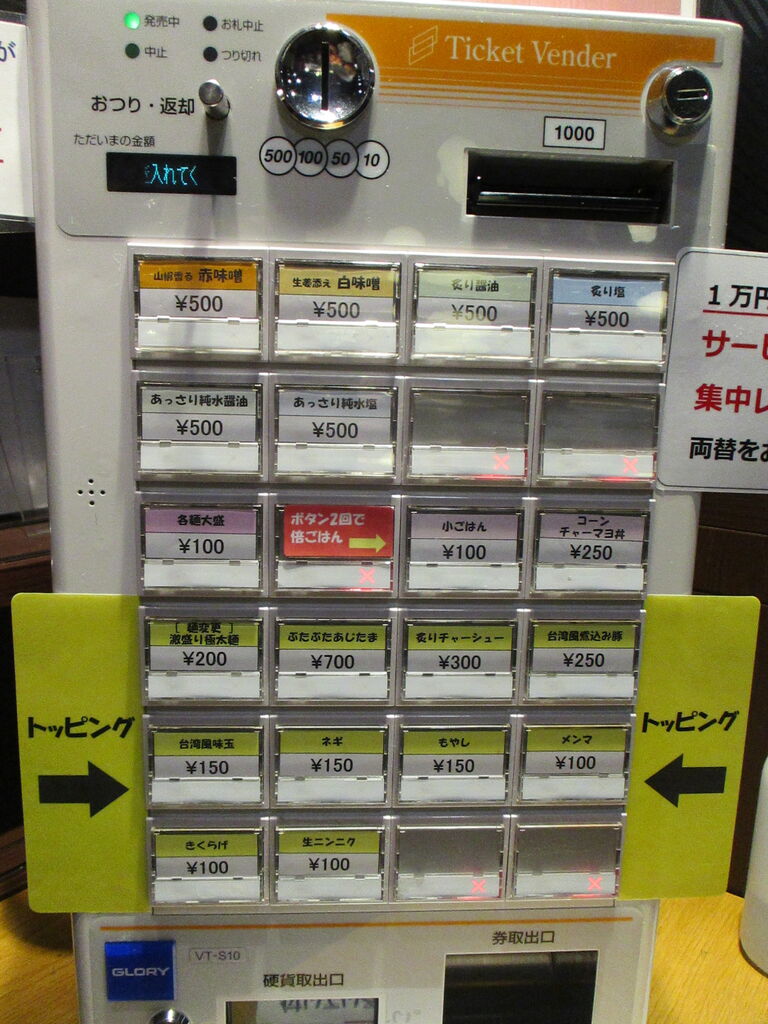 発売中
お札中止
中止
つり切れ
Ticket Vender
おつり・返却
ただいまの金額
入れてく
500 100 50 10
1000
が
山椒香る 赤味噌
¥500
生姜添え 白味噌
¥500
炙り醤油
¥500
炙り塩
¥500
あっさり純水醤油
¥500
あっさり純水塩
¥500
各麺大盛
¥100
ボタン2回で
倍ごはん
小ごはん
¥100
コーン
チャーマヨ丼
¥250
[麺変更]
激盛り極太麺
¥200
ぶたぶたあじたま
¥700
炙りチャーシュー
¥300
台湾風煮込み豚
¥250
台湾風味玉
¥150
ネギ
¥150
もやし
¥150
メンマ
¥100
きくらげ
¥100
生ニンニク
¥100
トッピング
トッピング
1万円
サービ
集中レ
両替をお
GLORY
VT-S10
硬貨取出口
券取出口